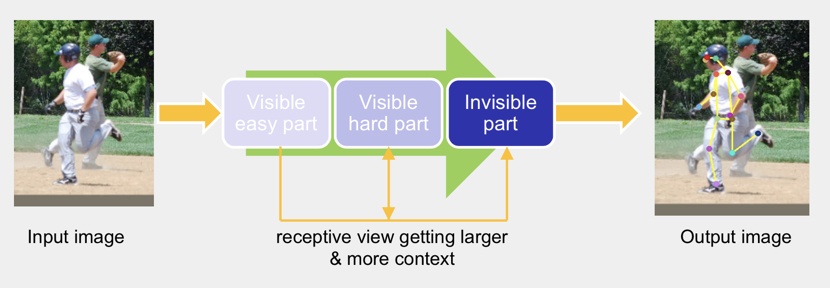 Visible
easy part
Visible
hard part
Invisible
part
Input image
receptive view getting larger
& more context
Output image